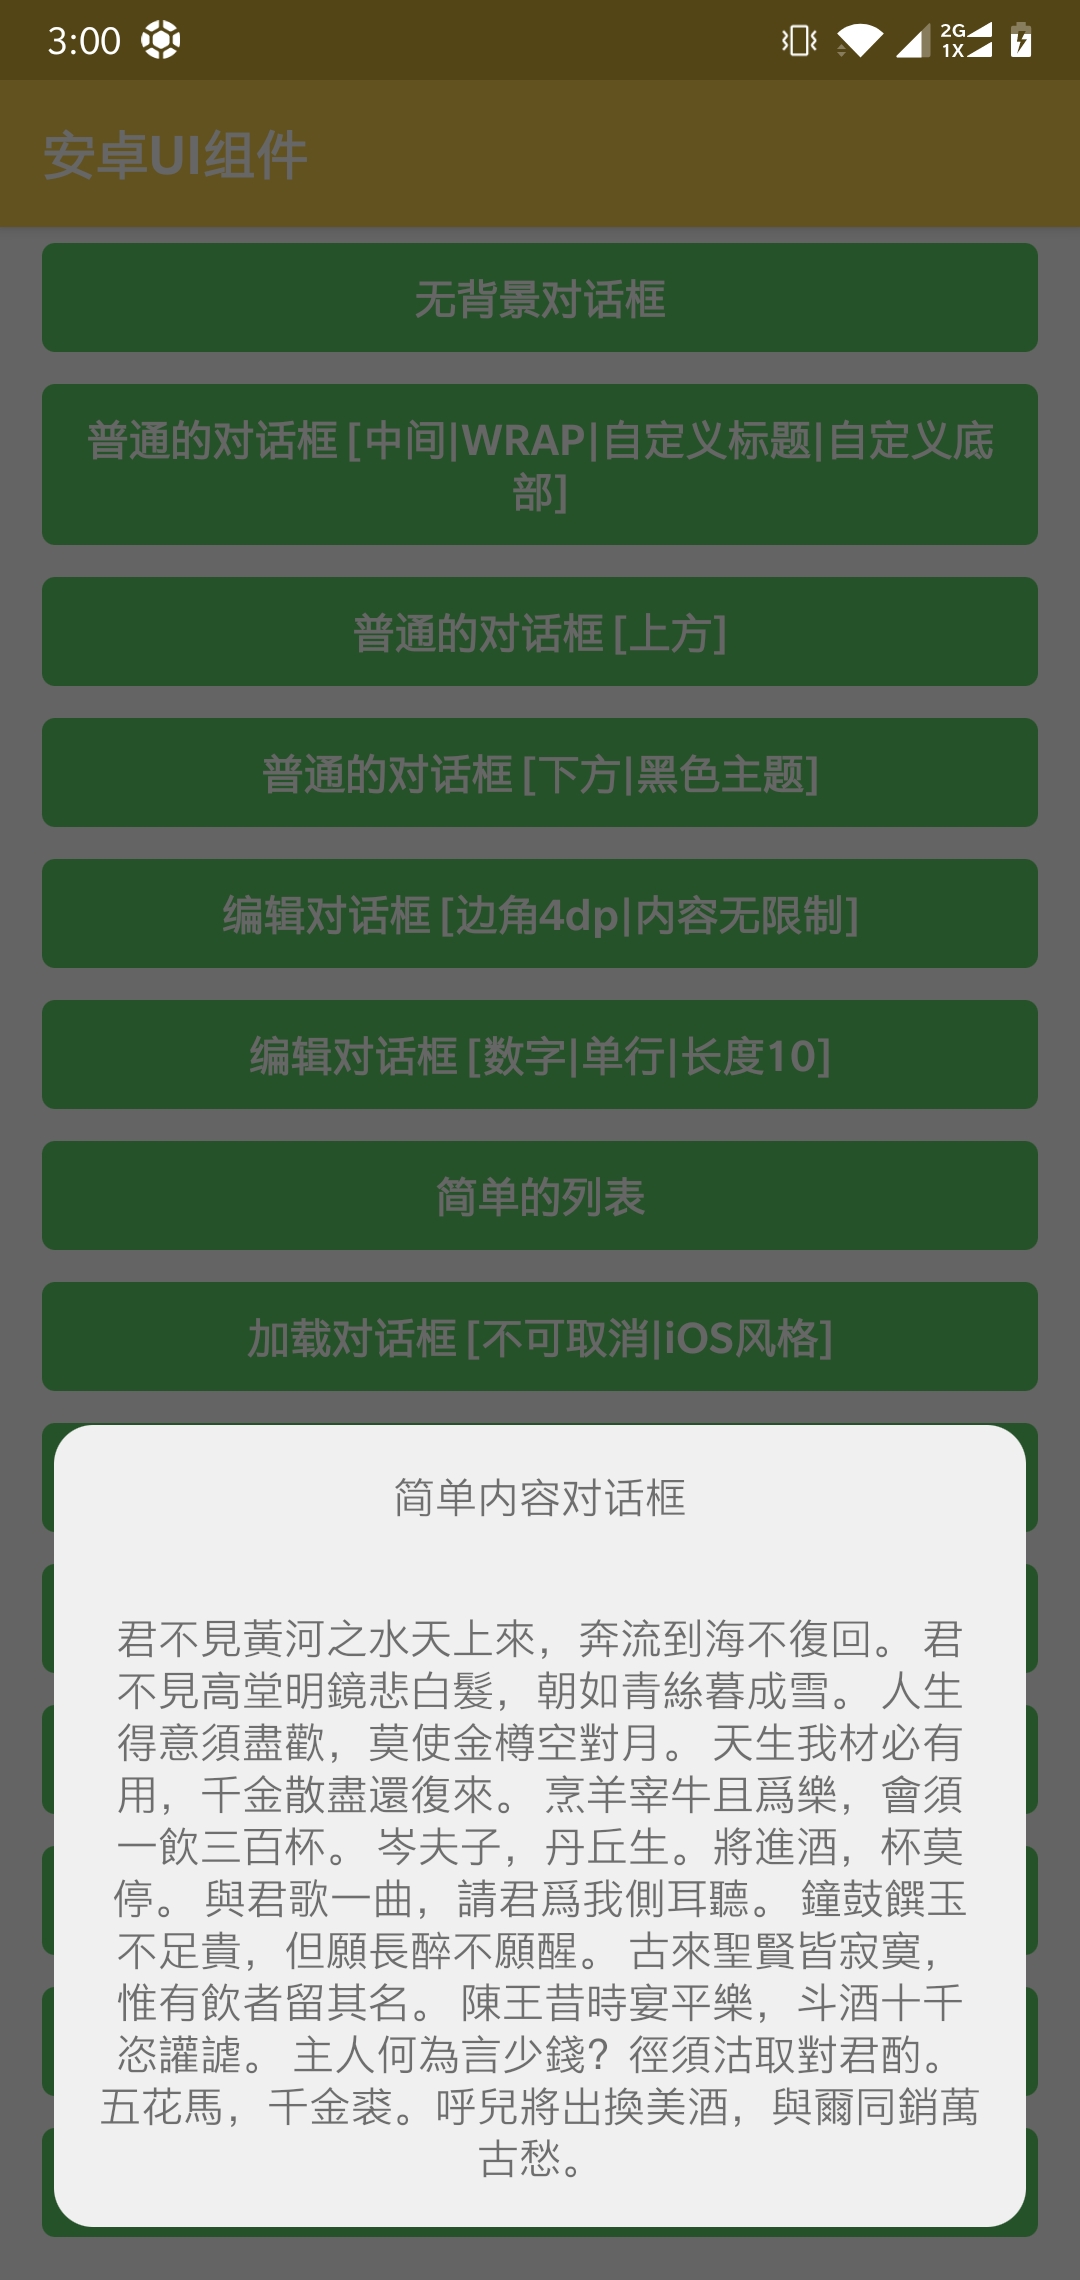 3:00
2G
1X
安卓UI组件
无背景对话框
普通的对话框 [中间|WRAP|自定义标题|自定义底
部]
普通的对话框 [上方]
普通的对话框 [下方|黑色主题]
编辑对话框 [边角4dp|内容无限制]
编辑对话框 [数字|单行|长度10]
简单的列表
加载对话框 [不可取消|iOS风格]
简单内容对话框
君不見黃河之水天上來，奔流到海不復回。 君
不見高堂明鏡悲白髮，朝如青絲暮成雪。 人生
得意須盡歡，莫使金樽空對月。 天生我材必有
用，千金散盡還復來。 烹羊宰牛且爲樂，會須
一飲三百杯。 岑夫子，丹丘生。將進酒，杯莫
停。 與君歌一曲，請君爲我側耳聽。 鐘鼓饌玉
不足貴，但願長醉不願醒。 古來聖賢皆寂寞，
惟有飲者留其名。 陳王昔時宴平樂，斗酒十千
恣讙謔。 主人何為言少錢？徑須沽取對君酌。
五花馬，千金裘。呼兒將出換美酒，與爾同銷萬
古愁。